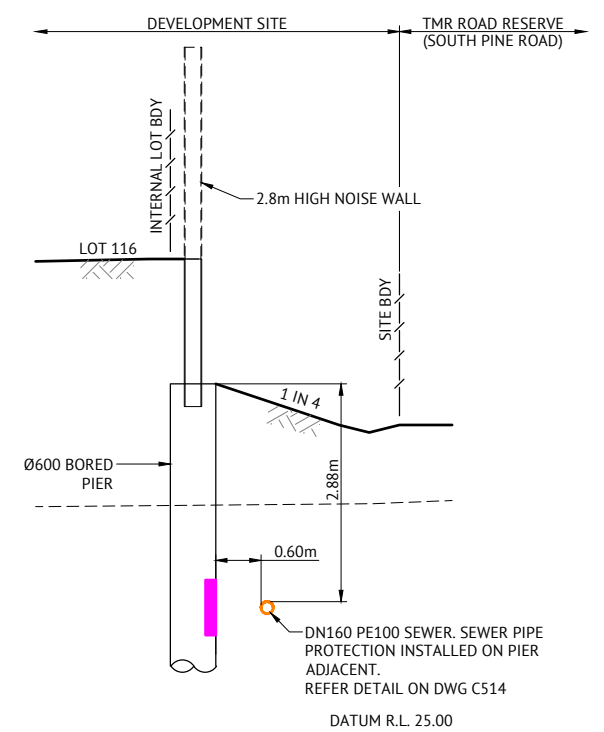 DEVELOPMENT SITE
TMR ROAD RESERVE
(SOUTH PINE ROAD)
INTERNAL LOT BDY
2.8m HIGH NOISE WALL
LOT 116
SITE BDY
1 IN 4
Ø600 BORED
PIER
2.88m
0.60m
DN160 PE100 SEWER. SEWER PIPE
PROTECTION INSTALLED ON PIER
ADJACENT.
REFER DETAIL ON DWG C514
DATUM R.L. 25.00